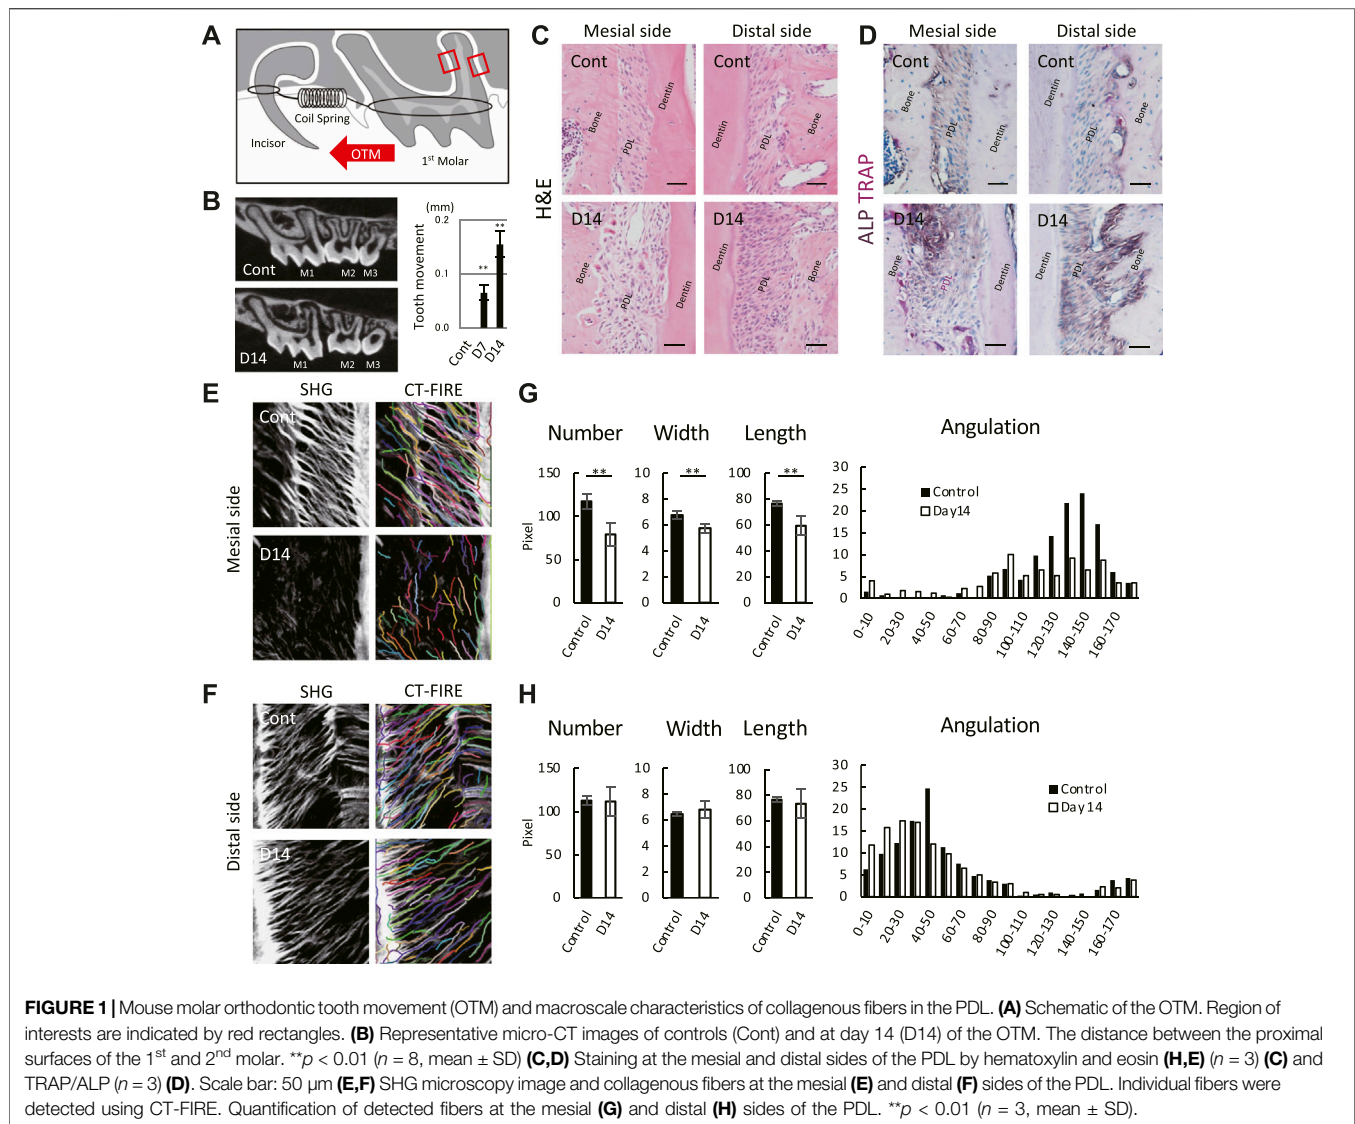 A
Coil Spring
Incisor
OTM
1st Molar
B
Cont
M1 M2 M3
D14
M1 M2 M3
(mm)
Tooth movement
0.2
0.1
0.0
**
**
Cont
D7
D14
C
Mesial side Distal side
H&E
Cont
Bone
PDL
Dentin
Cont
Dentin
PDL
Bone
D14
Bone
PDL
Dentin
D14
Dentin
PDL
Bone
D
Mesial side Distal side
ALP TRAP
Cont
Bone
PDL
Dentin
Cont
Dentin
PDL
Bone
D14
Bone
PDL
Dentin
D14
Dentin
PDL
Bone
E
SHG CT-FIRE
Mesial side
Cont
D14
F
SHG CT-FIRE
Distal side
Cont
D14
G
Number
Pixel
150
100
50
0
**
Control
D14
Width
10
8
6
4
2
0
**
Control
D14
Length
100
80
60
40
20
0
**
Control
D14
Angulation
30
25
20
15
10
5
0
Control
Day14
0-10
20-30
40-50
60-70
80-90
100-110
120-130
140-150
160-170
H
Number
Pixel
150
100
50
0
Control
D14
Width
10
8
6
4
2
0
Control
D14
Length
100
80
60
40
20
0
Control
D14
Angulation
30
25
20
15
10
5
0
Control
Day14
0-10
20-30
40-50
60-70
80-90
100-110
120-130
140-150
160-170
FIGURE 1 | Mouse molar orthodontic tooth movement (OTM) and macroscale characteristics of collagenous fibers in the PDL. (A) Schematic of the OTM. Region of
interests are indicated by red rectangles. (B) Representative micro-CT images of controls (Cont) and at day 14 (D14) of the OTM. The distance between the proximal
surfaces of the 1st and 2nd molar. **p < 0.01 (n = 8, mean ± SD) (C,D) Staining at the mesial and distal sides of the PDL by hematoxylin and eosin (H,E) (n = 3) (C) and
TRAP/ALP (n = 3) (D). Scale bar: 50 μm (E,F) SHG microscopy image and collagenous fibers at the mesial (E) and distal (F) sides of the PDL. Individual fibers were
detected using CT-FIRE. Quantification of detected fibers at the mesial (G) and distal (H) sides of the PDL. **p < 0.01 (n = 3, mean ± SD).